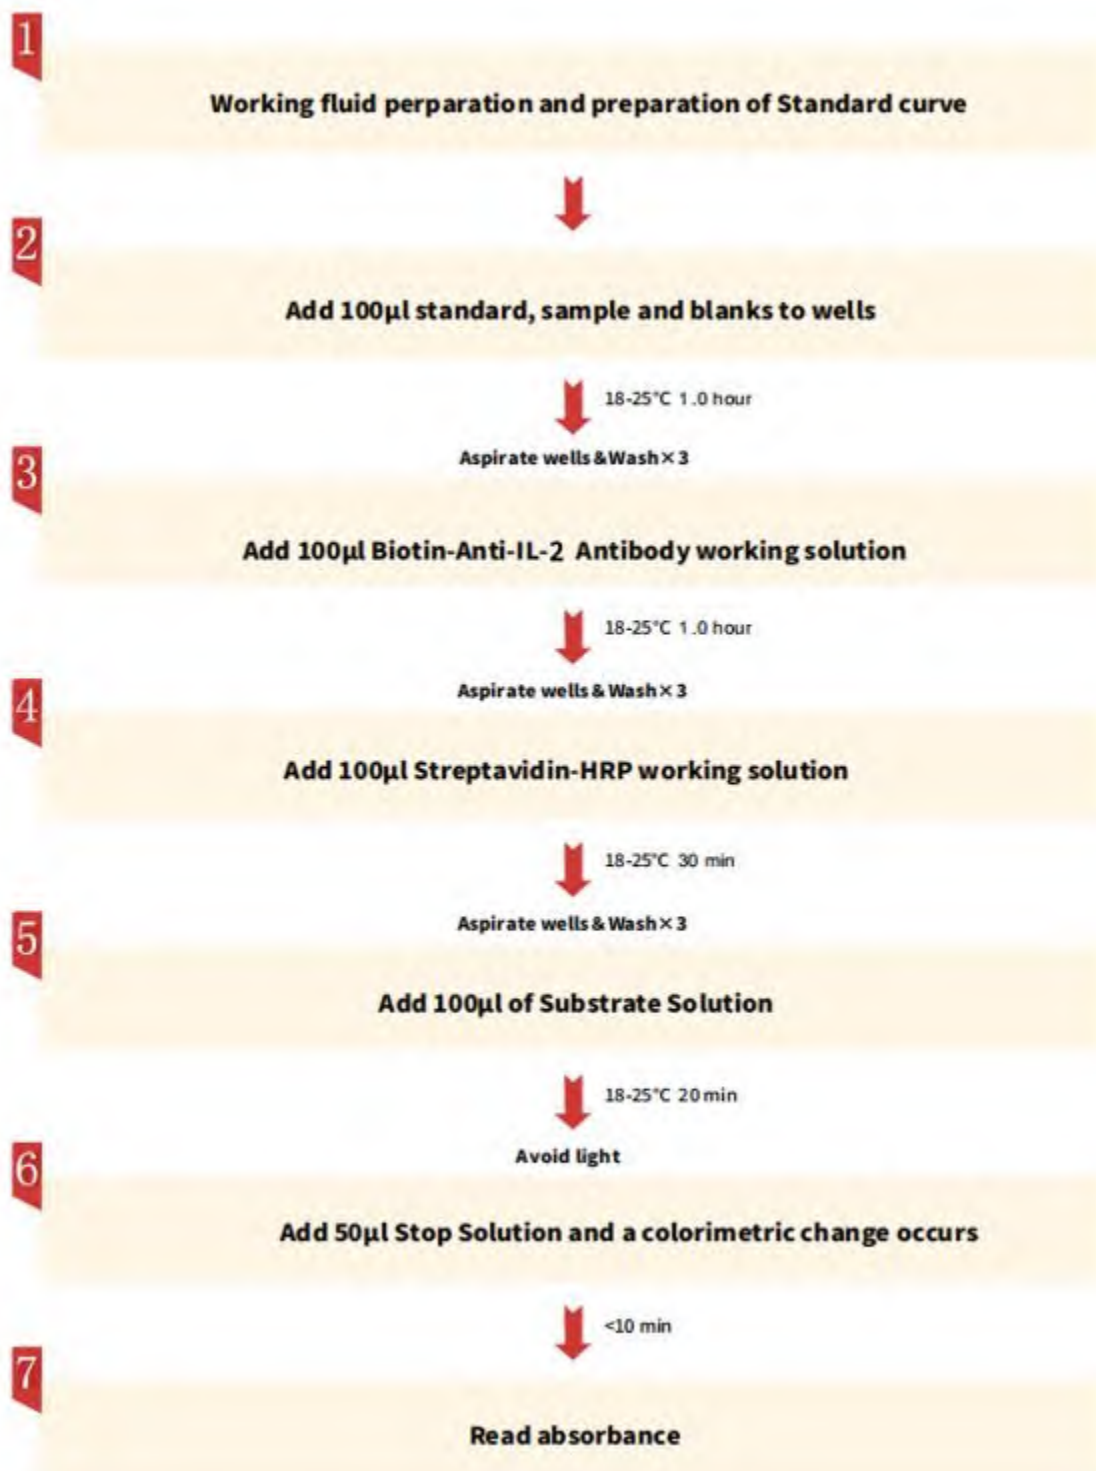 1
Working fluid perparation and preparation of Standard curve
2
Add 100μl standard, sample and blanks to wells
18-25°C 1.0 hour
Aspirate wells&Wash×3
3
Add 100μl Biotin-Anti-IL-2 Antibody working solution
18-25°C 1.0 hour
Aspirate wells&Wash×3
4
Add 100μl Streptavidin-HRP working solution
18-25°C 30 min
Aspirate wells&Wash×3
5
Add 100μl of Substrate Solution
18-25°C 20min
Avoid light
6
Add 50μl Stop Solution and a colorimetric change occurs
<10 min
7
Read absorbance